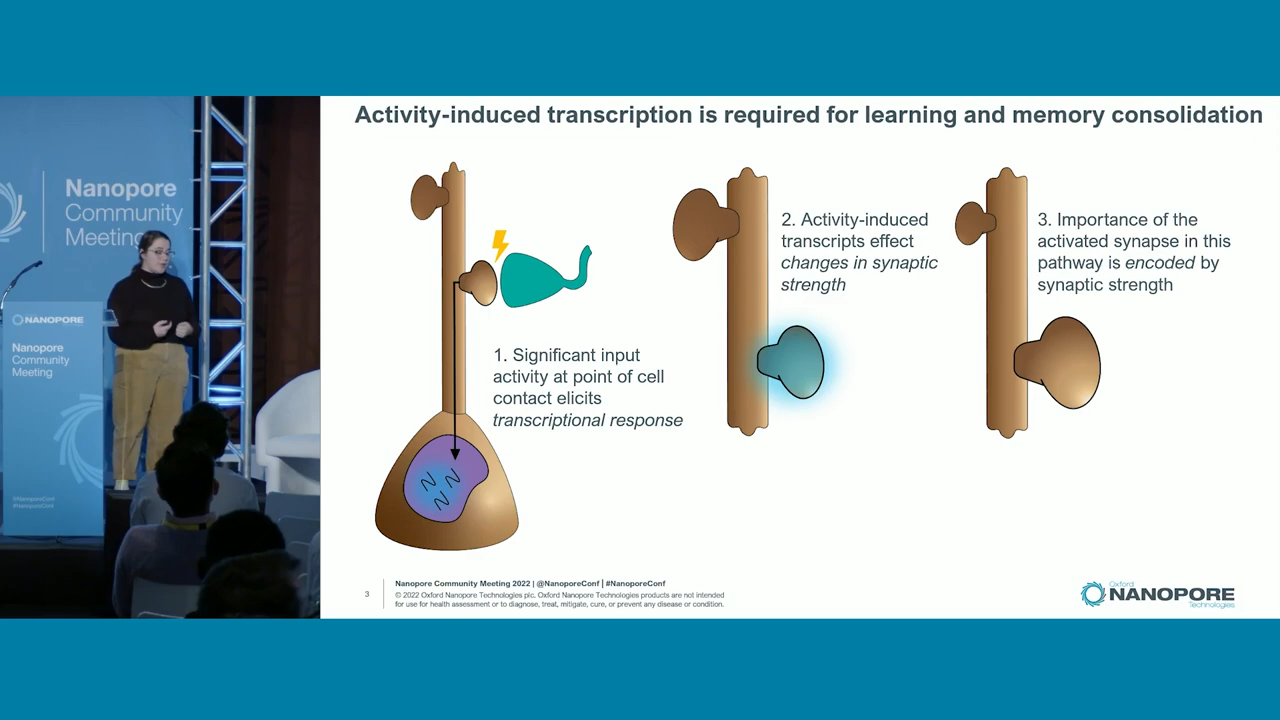 Nanopore
Community
Meeting
NANOPORE
Nanopore
Community
Meeting
@NanoporeConf
#NanoporeConf
Activity-induced transcription is required for learning and memory consolidation
1. Significant input
activity at point of cell
contact elicits
transcriptional response
2. Activity-induced
transcripts effect
changes in synaptic
strength
3. Importance of the
activated synapse in this
pathway is encoded by
synaptic strength
3
Nanopore Community Meeting 2022 | @NanoporeConf | #NanoporeConf
© 2022 Oxford Nanopore Technologies plc. Oxford Nanopore Technologies products are not intended
for use for health assessment or to diagnose, treat, mitigate, cure, or prevent any disease or condition.
Oxford
NANOPORE
Technologies